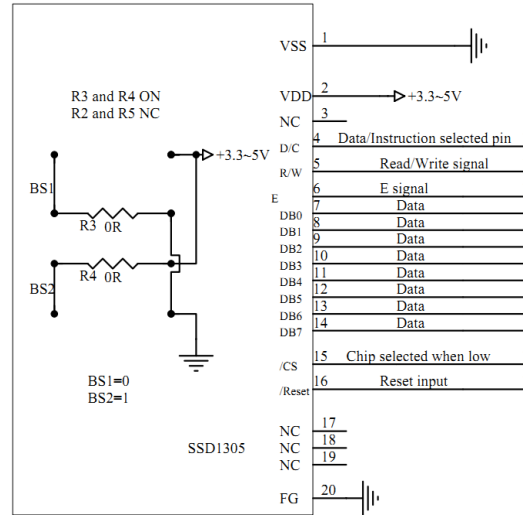 VSS 1
VDD 2 +3.3~5V
NC 3
R3 and R4 ON
R2 and R5 NC
D/C 4 Data/Instruction selected pin
+3.3~5V
R/W 5 Read/Write signal
E 6 E signal
BS1
DB0 7 Data
DB1 8 Data
R3 0R
DB2 9 Data
DB3 10 Data
DB4 11 Data
R4 0R
BS2
DB5 12 Data
DB6 13 Data
DB7 14 Data
/CS 15 Chip selected when low
/Reset 16 Reset input
BS1=0
BS2=1
NC 17
NC 18
NC 19
SSD1305
FG 20